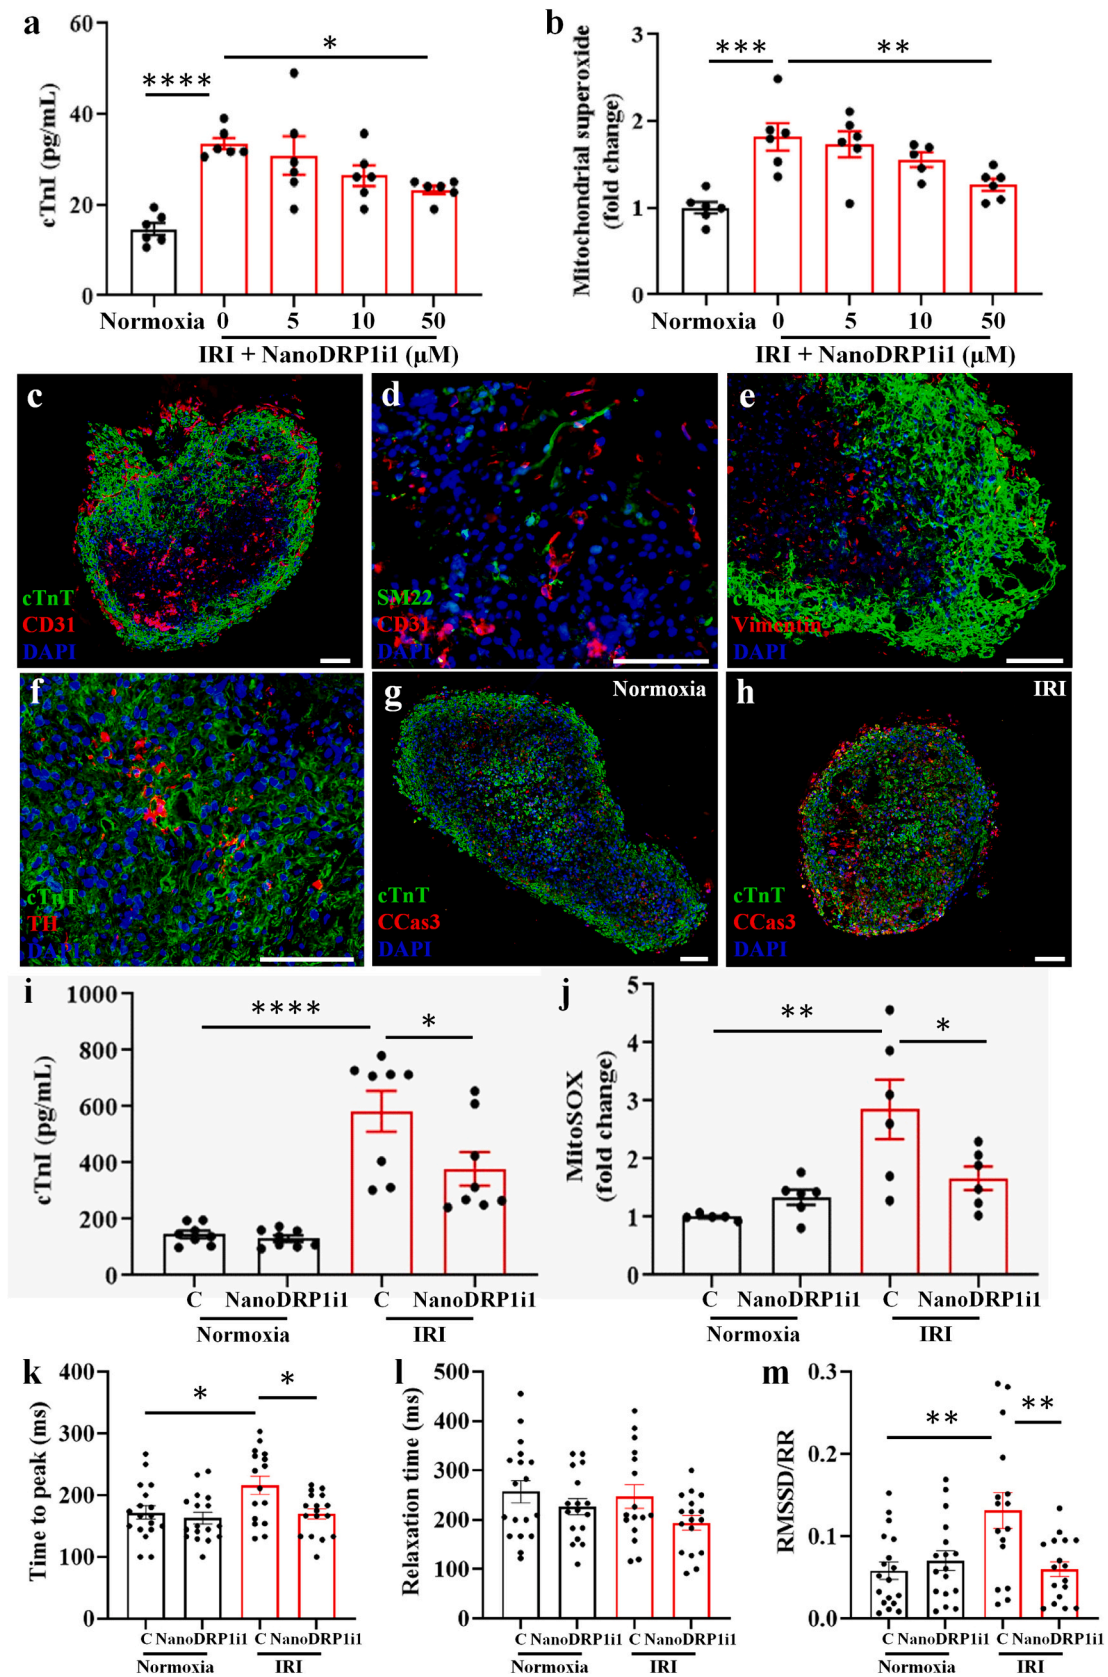 a
cTnI (pg/mL)
60
40
20
0
****
*
Normoxia 0 5 10 50
IRI + NanoDRP1i1 (μM)
b
Mitochondrial superoxide
(fold change)
3
2
1
0
***
**
Normoxia 0 5 10 50
IRI + NanoDRP1i1 (μM)
c
cTnT
CD31
DAPI
d
SM22
CD31
DAPI
e
cTnT
Vimentin
DAPI
f
cTnT
TH
DAPI
g
Normoxia
cTnT
CCas3
DAPI
h
IRI
cTnT
CCas3
DAPI
i
cTnI (pg/mL)
1000
800
600
400
200
0
****
*
C NanoDRP1i1 C NanoDRP1i1
Normoxia IRI
j
MitoSOX
(fold change)
5
4
3
2
1
0
**
*
C NanoDRP1i1 C NanoDRP1i1
Normoxia IRI
k
Time to peak (ms)
400
300
200
100
0
*
*
C NanoDRP1i1 C NanoDRP1i1
Normoxia IRI
l
Relaxation time (ms)
500
400
300
200
100
0
C NanoDRP1i1 C NanoDRP1i1
Normoxia IRI
m
RMSSD/RR
0.3
0.2
0.1
0.0
**
**
C NanoDRP1i1 C NanoDRP1i1
Normoxia IRI